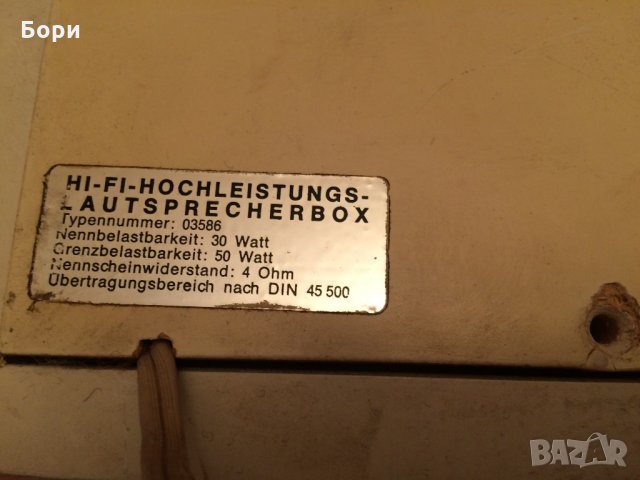 Бори
HI-FI-HOCHLEISTUNGS-
LAUTSPRECHERBOX
Typennummer: 03586
Nennbelastbarkeit: 30 Watt
Grenzbelastbarkeit: 50 Watt
Nennscheinwiderstand: 4 Ohm
Übertragungsbereich nach DIN 45 500
BAZAR